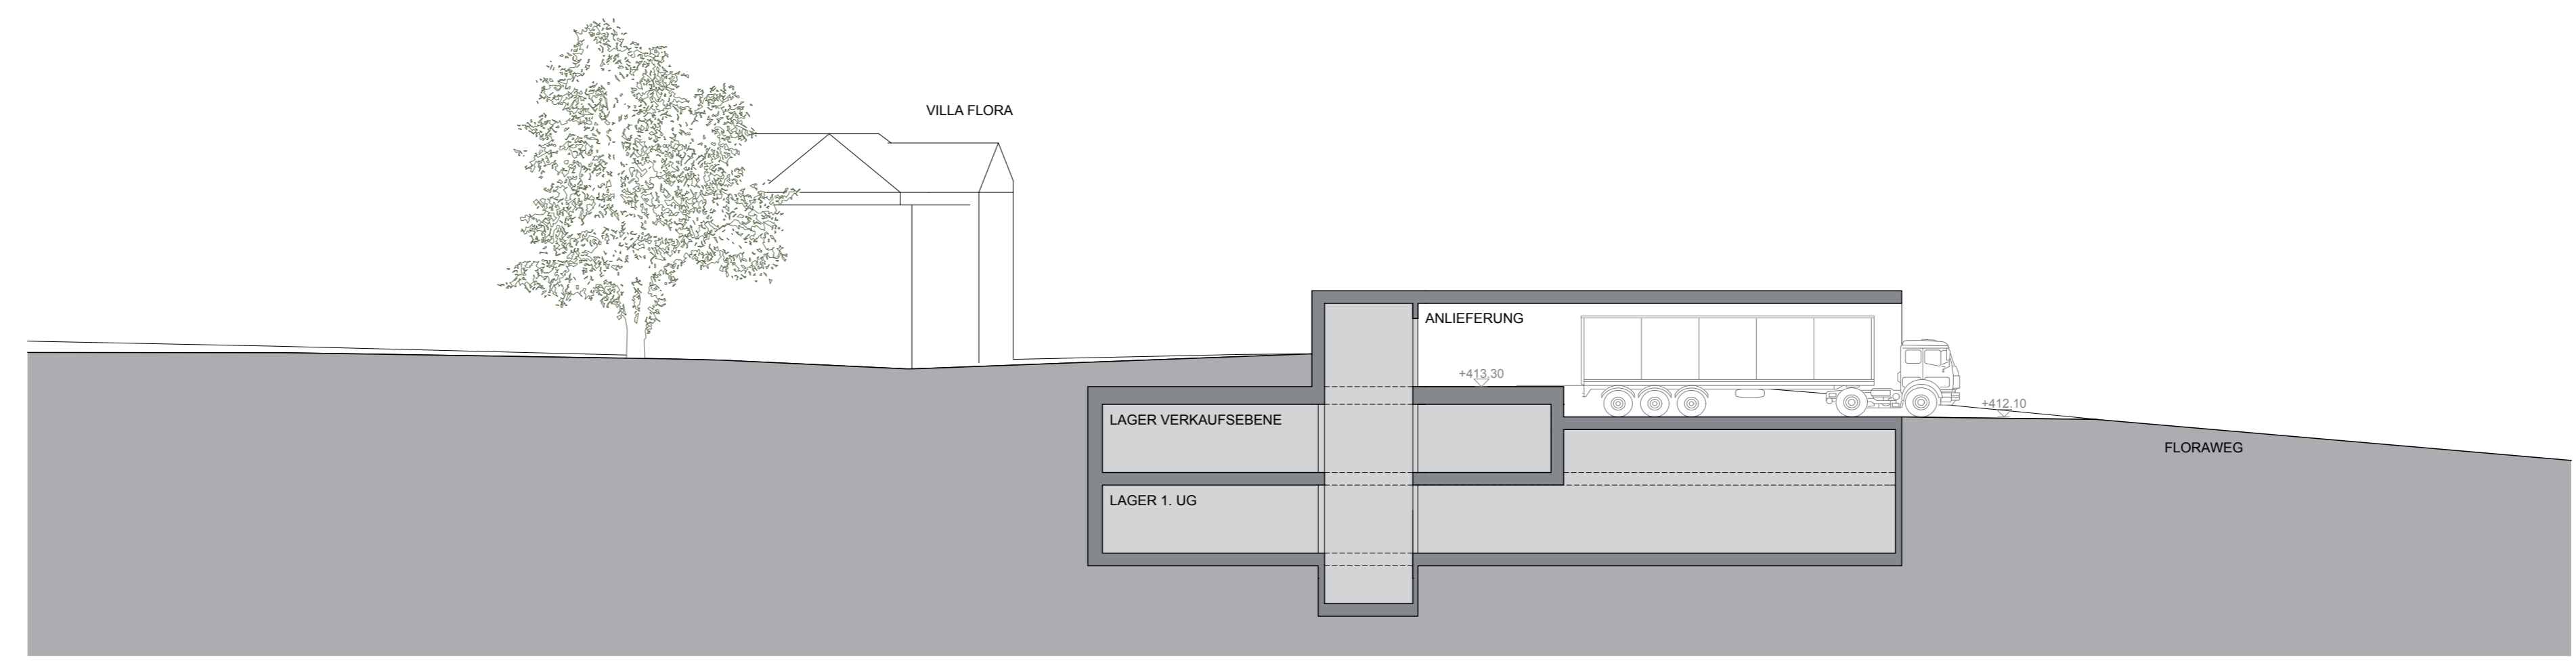 VILLA FLORA
ANLIEFERUNG
+413.30
+412.10
LAGER VERKAUFSEBENE
FLORAWEG
LAGER 1. UG